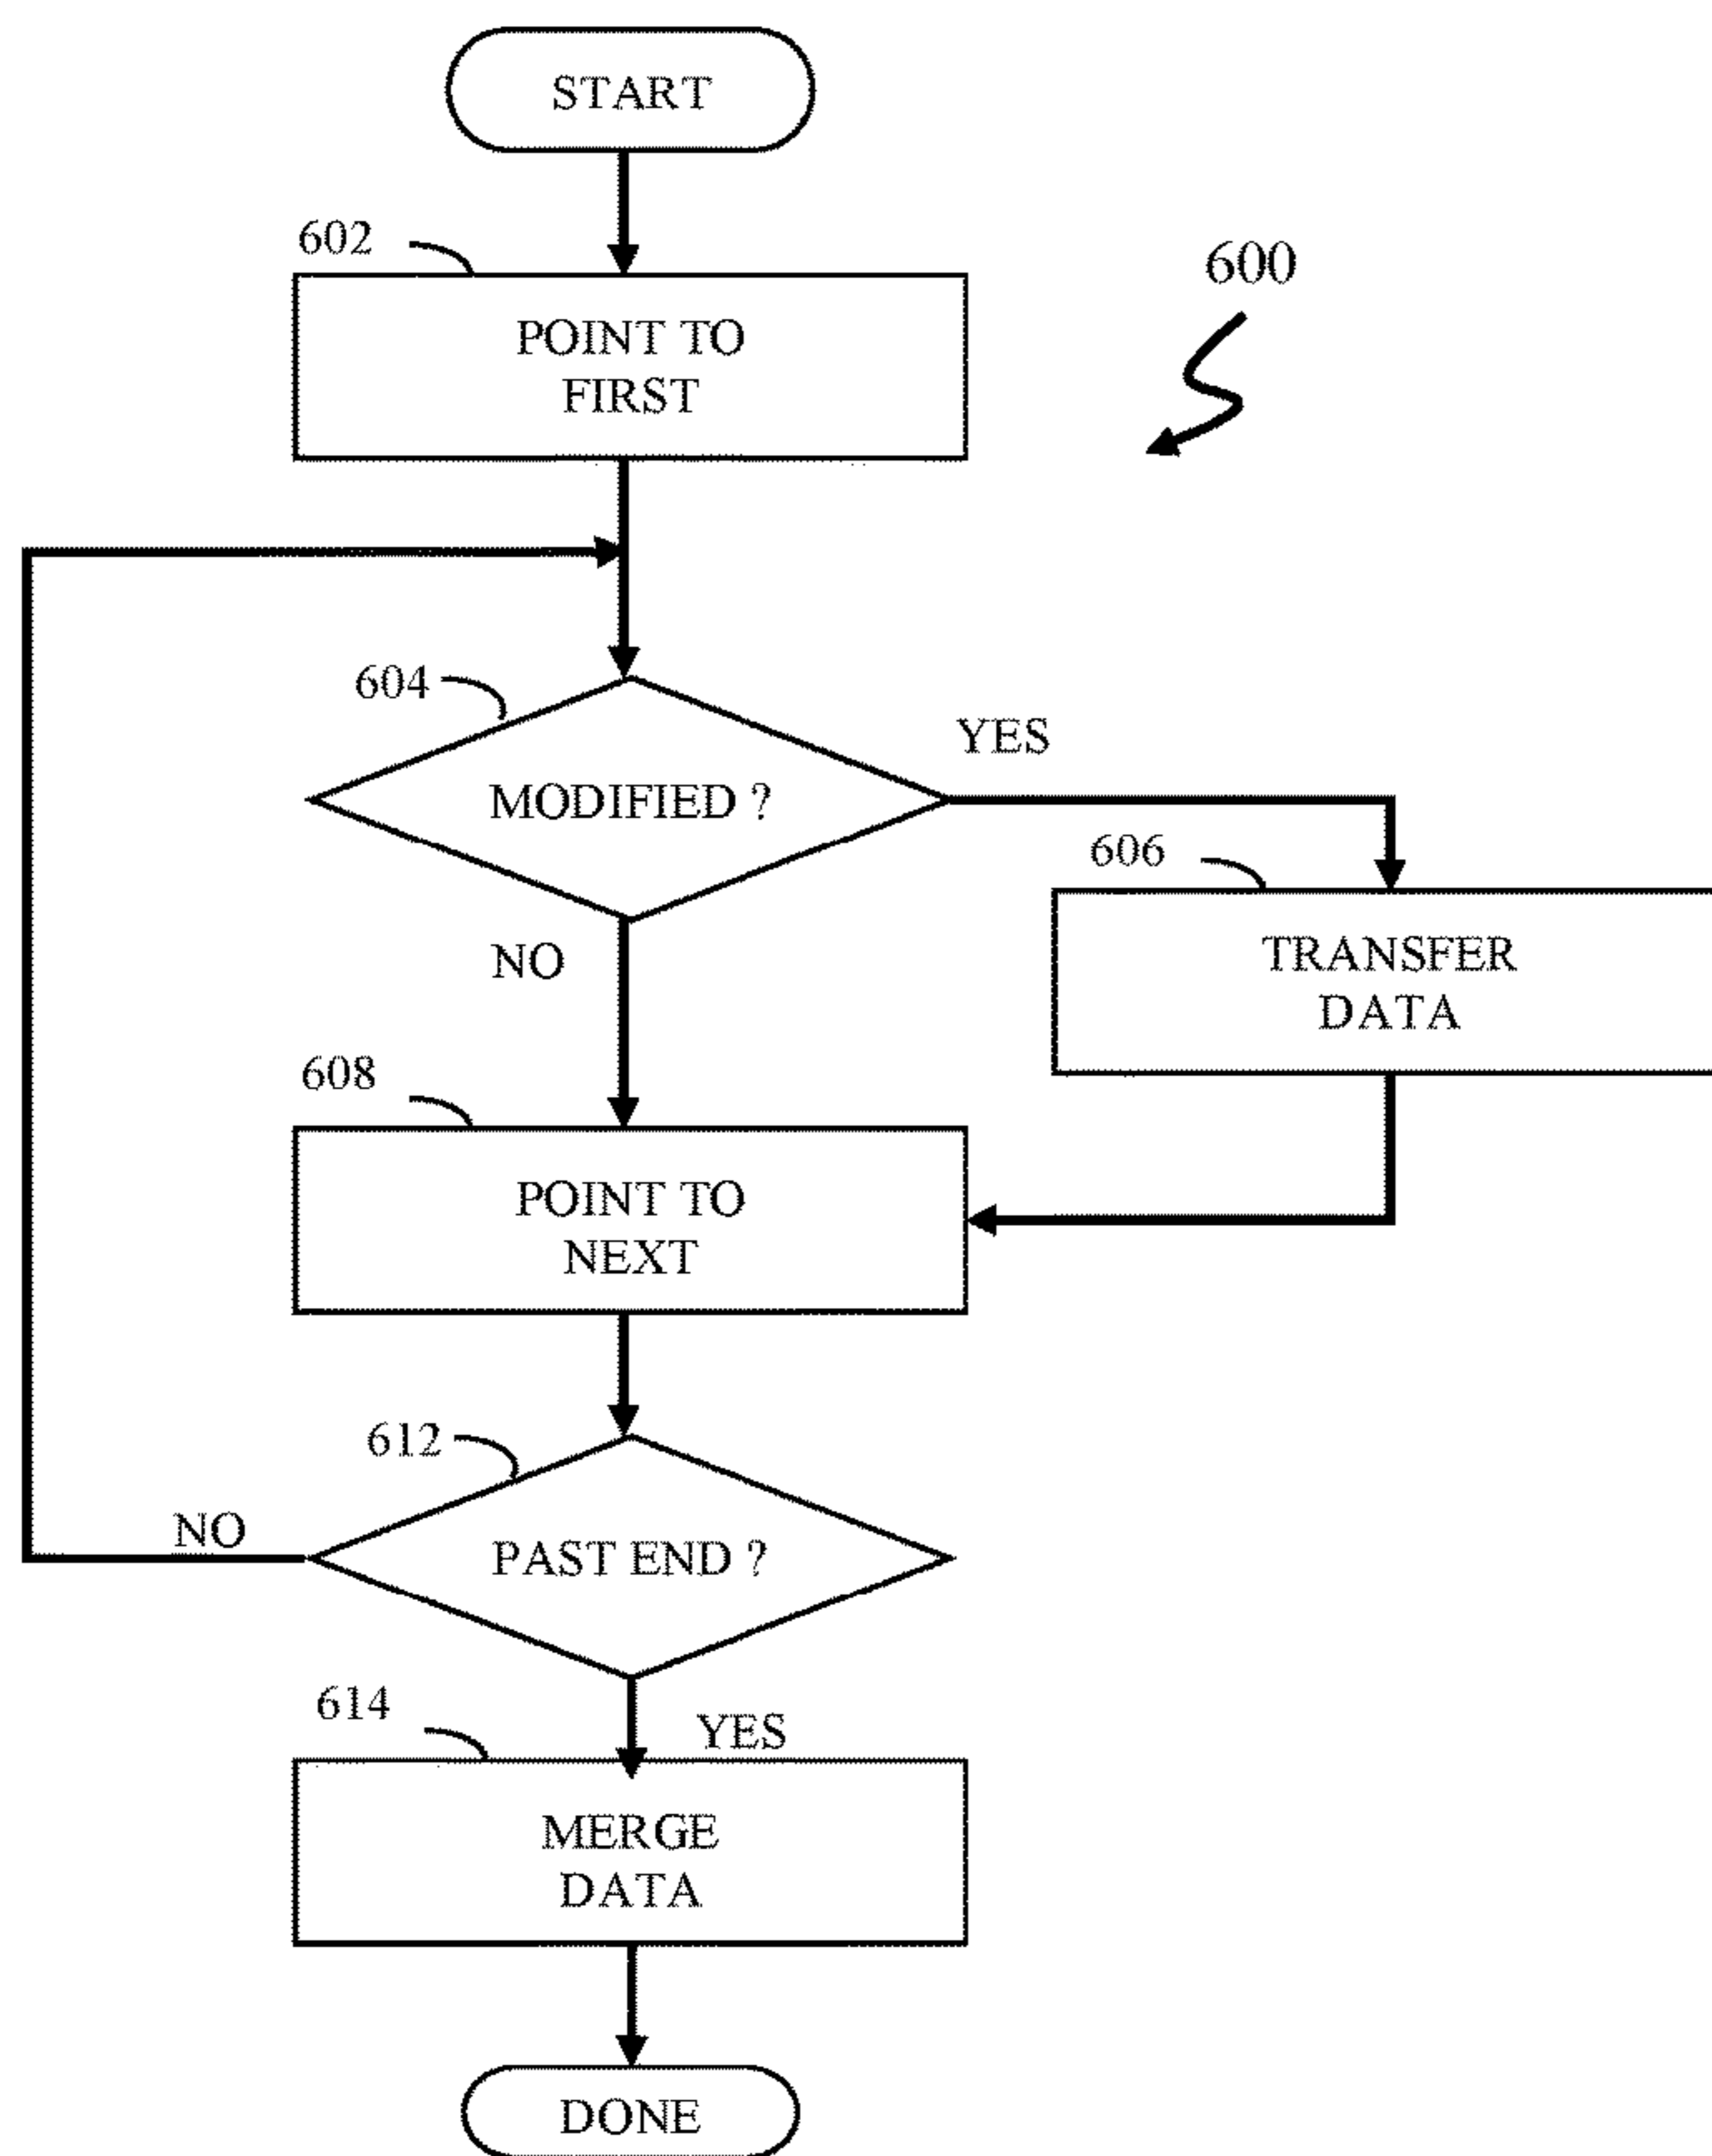 START
602
600
POINT TO
FIRST
604
YES
MODIFIED ?
606
NO
TRANSFER
DATA
608
POINT TO
NEXT
612
NO
PAST END ?
614
YES
MERGE
DATA
DONE